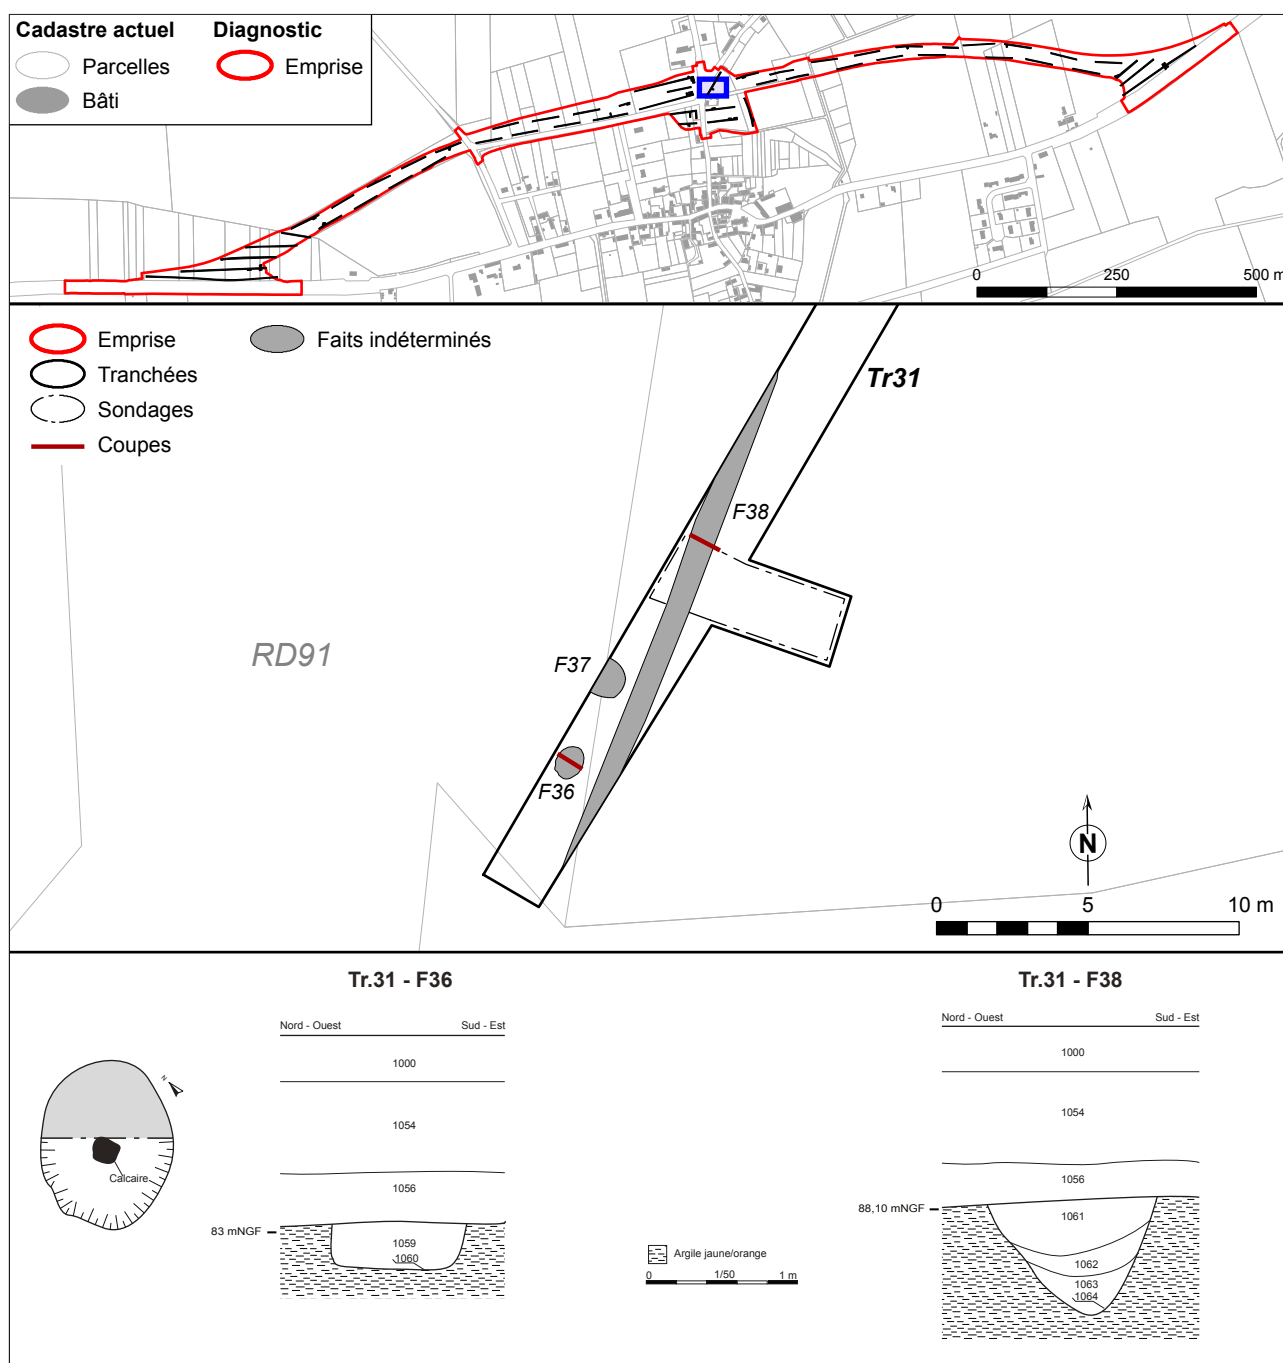 Cadastre actuel
Diagnostic
Parcelles
Emprise
Bâti
0 250 500 m
Emprise
Faits indéterminés
Tranchées
Sondages
Coupes
Tr31
F38
RD91
F37
F36
N
0 5 10 m
Tr.31 - F36
Tr.31 - F38
Nord - Ouest
Sud - Est
1000
1054
1056
83 mNGF
1059
1060
N
Calcaire
Argile jaune/orange
0 1/50 1 m
Nord - Ouest
Sud - Est
1000
1054
1056
88,10 mNGF
1061
1062
1063
1064